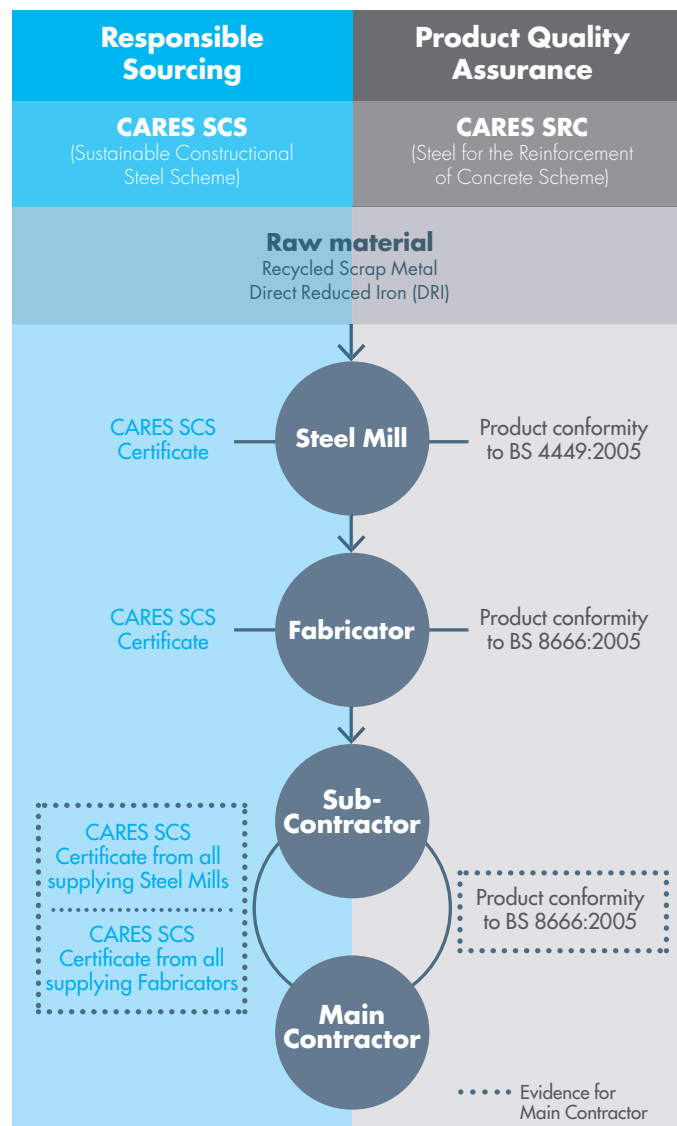 Responsible
Sourcing
Product Quality
Assurance
CARES SCS
(Sustainable Constructional
Steel Scheme)
CARES SRC
(Steel for the Reinforcement
of Concrete Scheme)
Raw material
Recycled Scrap Metal
Direct Reduced Iron (DRI)
CARES SCS
Certificate
Steel Mill
Product conformity
to BS 4449:2005
CARES SCS
Certificate
Fabricator
Product conformity
to BS 8666:2005
Sub-
Contractor
CARES SCS
Certificate from all
supplying Steel Mills
CARES SCS
Certificate from all
supplying Fabricators
Product conformity
to BS 8666:2005
Main
Contractor
Evidence for
Main Contractor